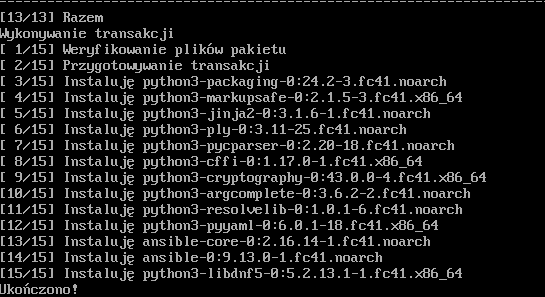 [13/13] Razem
Wykonywanie transakcji
[ 1/15] Weryfikowanie plików pakietu
[ 2/15] Przygotowywanie transakcji
[ 3/15] Instaluję python3-packaging-0:24.2-3.fc41.noarch
[ 4/15] Instaluję python3-markupsafe-0:2.1.5-3.fc41.x86_64
[ 5/15] Instaluję python3-jinja2-0:3.1.6-1.fc41.noarch
[ 6/15] Instaluję python3-ply-0:3.11-25.fc41.noarch
[ 7/15] Instaluję python3-pycparser-0:2.20-18.fc41.noarch
[ 8/15] Instaluję python3-cffi-0:1.17.0-1.fc41.x86_64
[ 9/15] Instaluję python3-cryptography-0:43.0.0-4.fc41.x86_64
[10/15] Instaluję python3-argcomplete-0:3.6.2-2.fc41.noarch
[11/15] Instaluję python3-resolvelib-0:1.0.1-6.fc41.noarch
[12/15] Instaluję python3-pyyaml-0:6.0.1-18.fc41.x86_64
[13/15] Instaluję ansible-core-0:2.16.14-1.fc41.noarch
[14/15] Instaluję ansible-0:9.13.0-1.fc41.noarch
[15/15] Instaluję python3-libdnf5-0:5.2.13.1-1.fc41.x86_64
Ukończono!